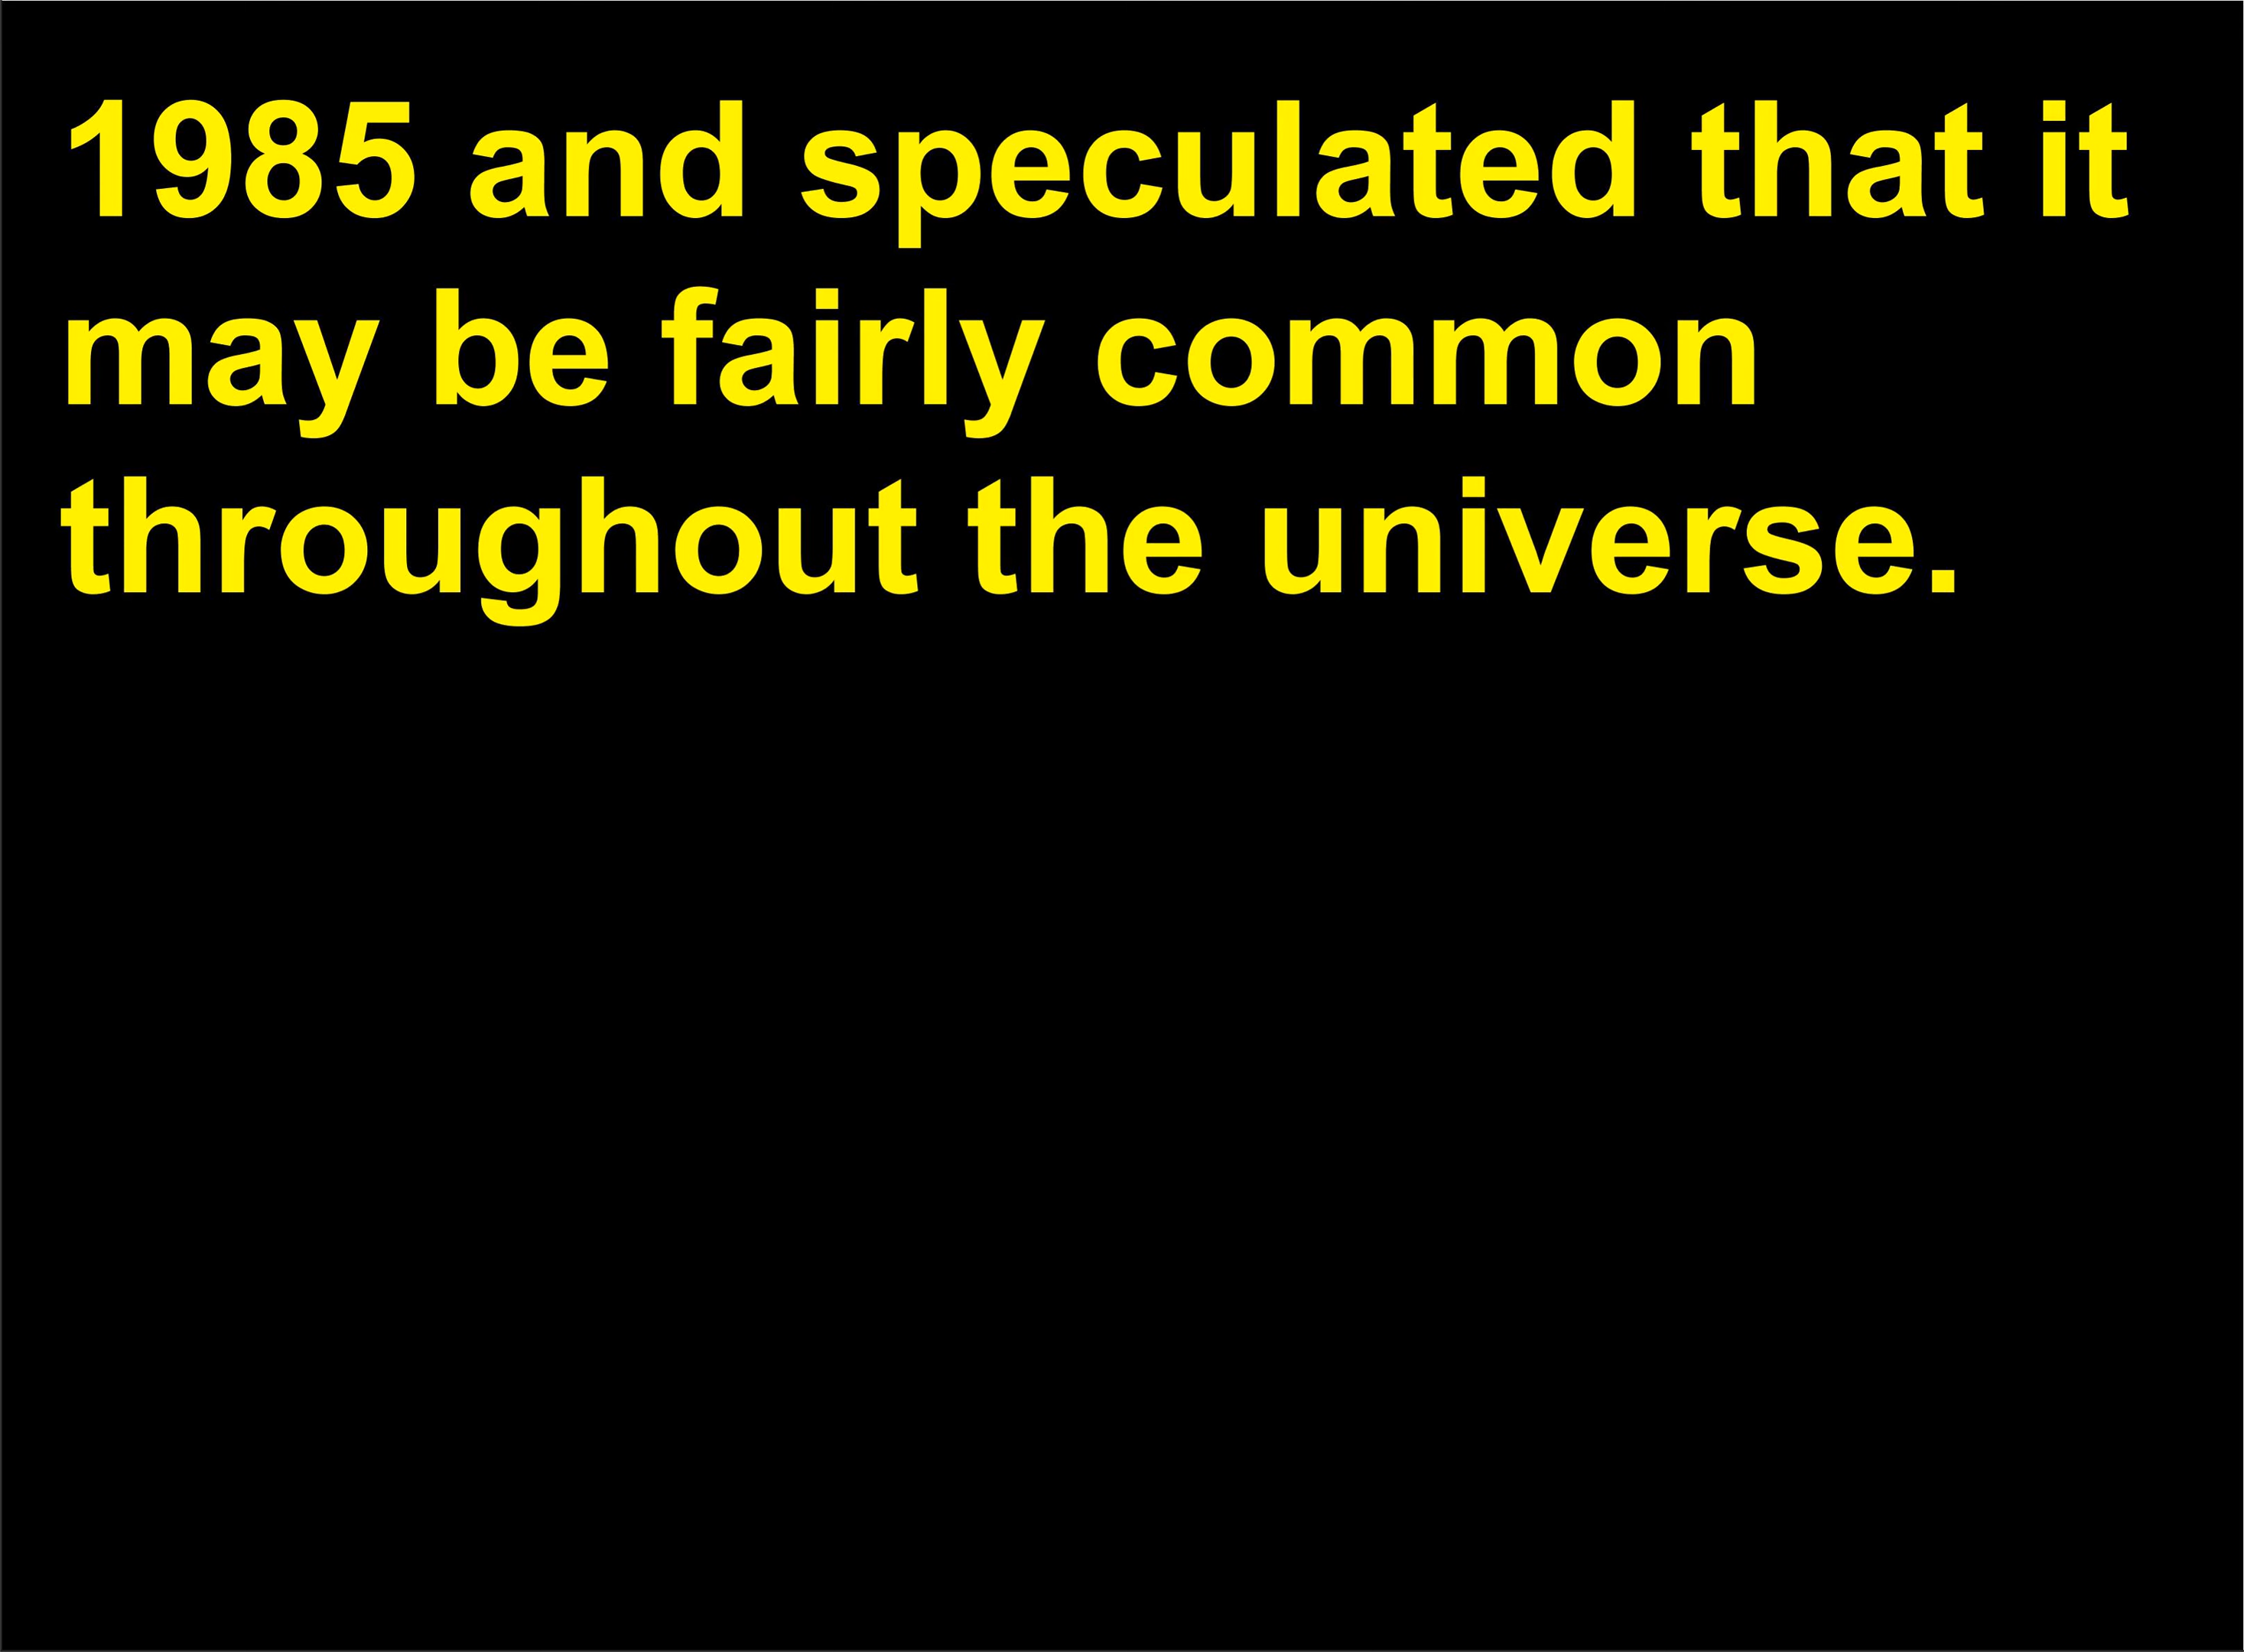 1985 and speculated that it
may be fairly common
throughout the universe.